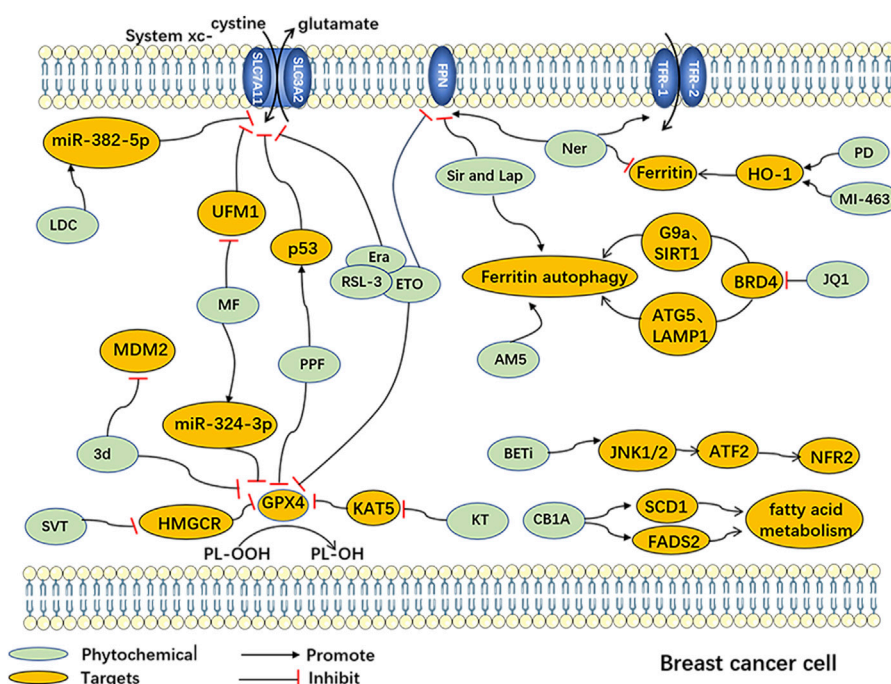 System xc-
cystine
glutamate
SLC7A11
SLC3A2
FPN
TFR-1
TFR-2
miR-382-5p
LDC
UFM1
p53
MF
PPF
Era
RSL-3
ETO
Sir and Lap
Ner
Ferritin
HO-1
PD
MI-463
Ferritin autophagy
G9a、
SIRT1
ATG5、
LAMP1
BRD4
JQ1
AM5
MDM2
miR-324-3p
3d
SVT
HMGCR
GPX4
KAT5
KT
PL-OOH
PL-OH
BETi
JNK1/2
ATF2
NFR2
CB1A
SCD1
FADS2
fatty acid
metabolism
Phytochemical
Promote
Targets
Inhibit
Breast cancer cell